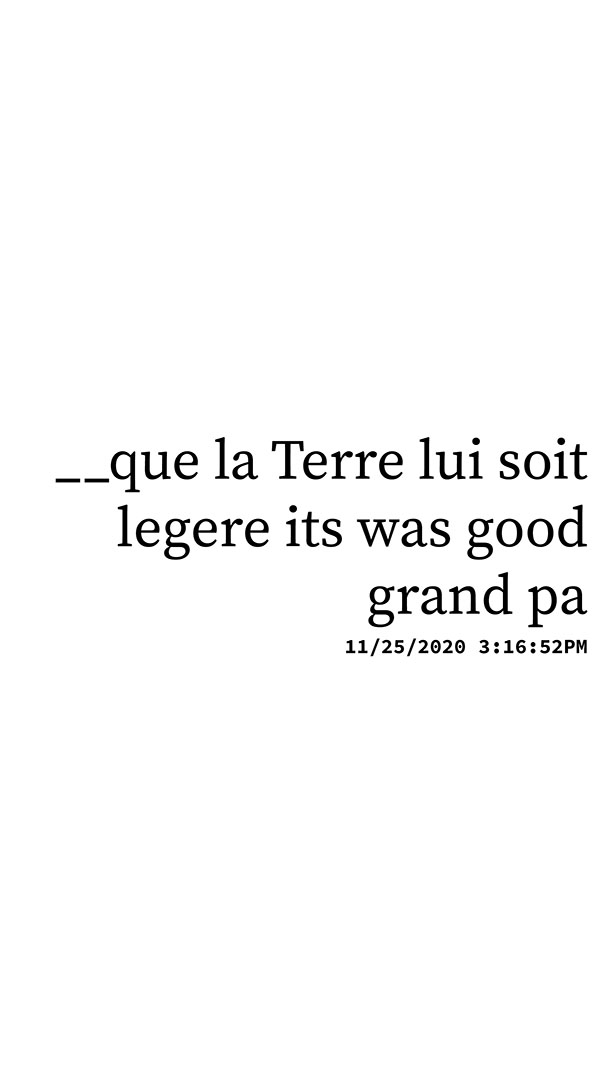 __que la Terre lui soit
legere its was good
grand pa
11/25/2020 3:16:52PM